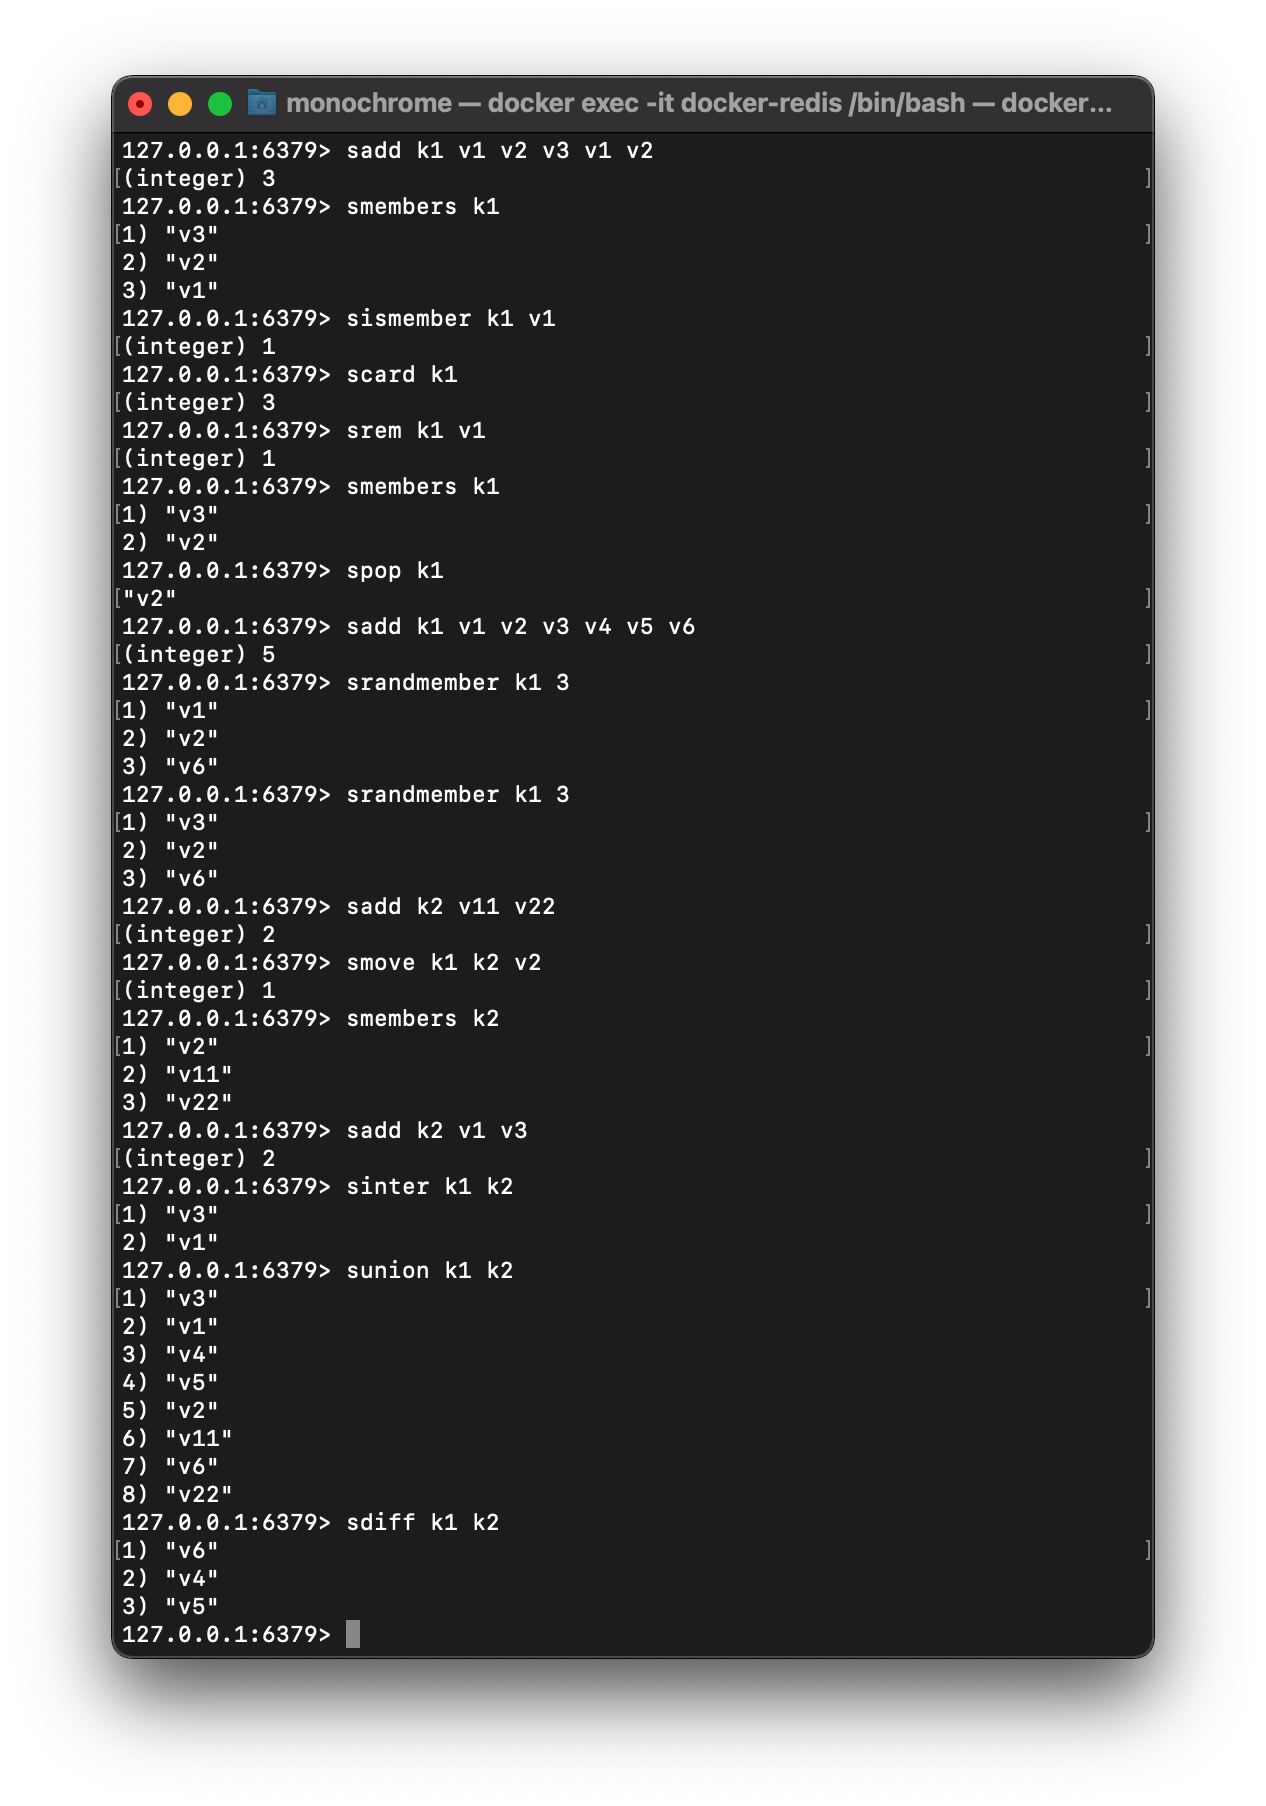 monochrome — docker exec -it docker-redis /bin/bash — docker...
127.0.0.1:6379> sadd k1 v1 v2 v3 v1 v2
[(integer) 3 ]
127.0.0.1:6379> smembers k1
[1) "v3" ]
2) "v2"
3) "v1"
127.0.0.1:6379> sismember k1 v1
[(integer) 1 ]
127.0.0.1:6379> scard k1
[(integer) 3 ]
127.0.0.1:6379> srem k1 v1
[(integer) 1 ]
127.0.0.1:6379> smembers k1
[1) "v3" ]
2) "v2"
127.0.0.1:6379> spop k1
["v2" ]
127.0.0.1:6379> sadd k1 v1 v2 v3 v4 v5 v6
[(integer) 5 ]
127.0.0.1:6379> srandmember k1 3
[1) "v1" ]
2) "v2"
3) "v6"
127.0.0.1:6379> srandmember k1 3
[1) "v3" ]
2) "v2"
3) "v6"
127.0.0.1:6379> sadd k2 v11 v22
[(integer) 2 ]
127.0.0.1:6379> smove k1 k2 v2
[(integer) 1 ]
127.0.0.1:6379> smembers k2
[1) "v2" ]
2) "v11"
3) "v22"
127.0.0.1:6379> sadd k2 v1 v3
[(integer) 2 ]
127.0.0.1:6379> sinter k1 k2
[1) "v3" ]
2) "v1"
127.0.0.1:6379> sunion k1 k2
[1) "v3" ]
2) "v1"
3) "v4"
4) "v5"
5) "v2"
6) "v11"
7) "v6"
8) "v22"
127.0.0.1:6379> sdiff k1 k2
[1) "v6" ]
2) "v4"
3) "v5"
127.0.0.1:6379>